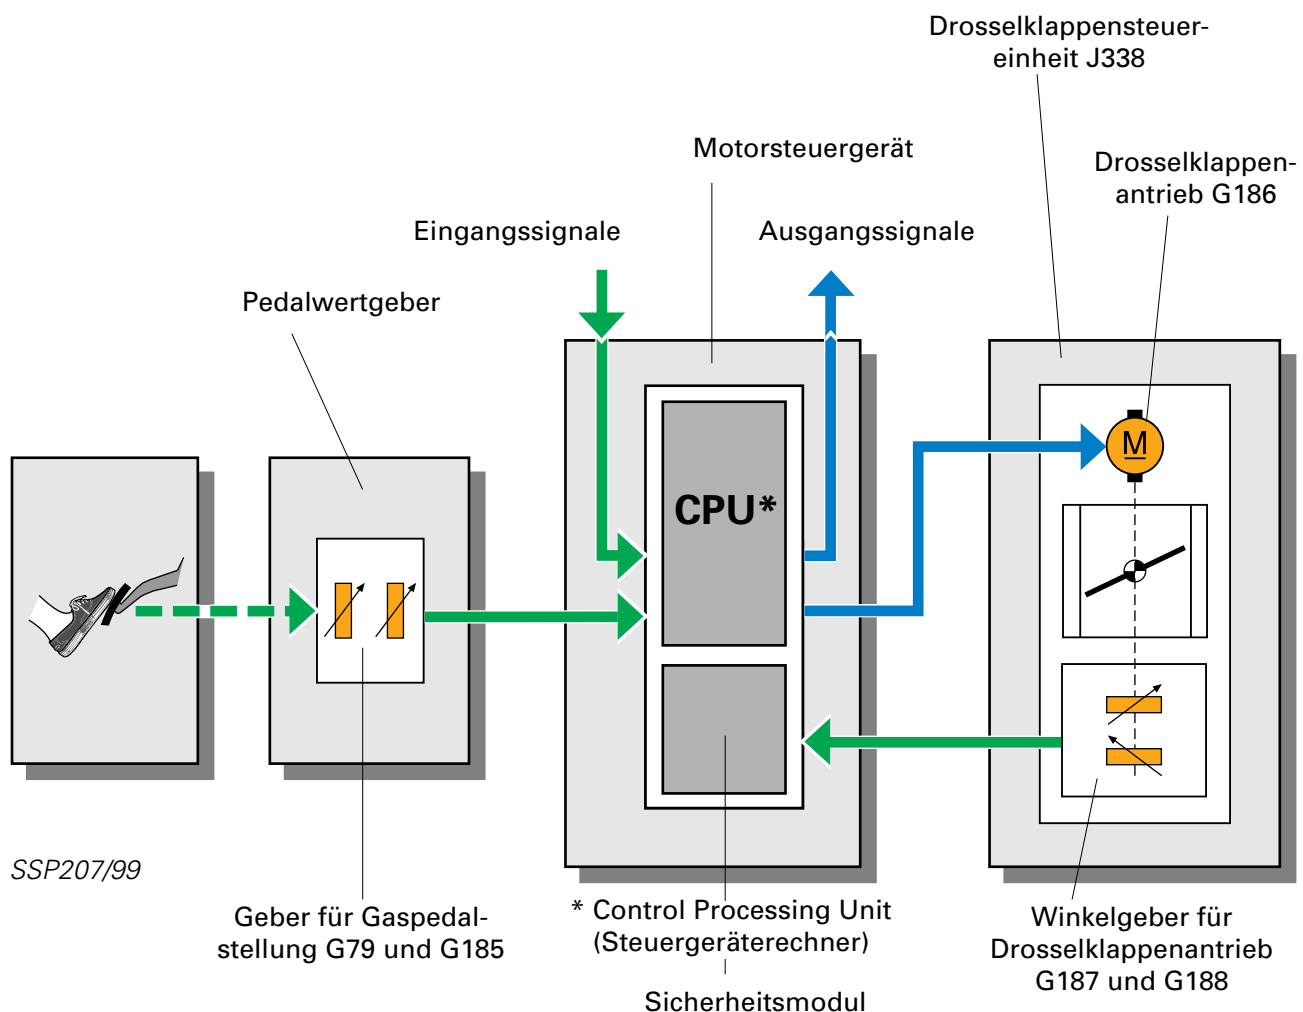 Drosselklappensteuer-
einheit J338
Motorsteuergerät
Drosselklappen-
antrieb G186
Eingangssignale
Ausgangssignale
Pedalwertgeber
M
CPU*
SSP207/99
Geber für Gaspedal-
stellung G79 und G185
* Control Processing Unit
(Steuergeräterechner)
Sicherheitsmodul
Winkelgeber für
Drosselklappenantrieb
G187 und G188